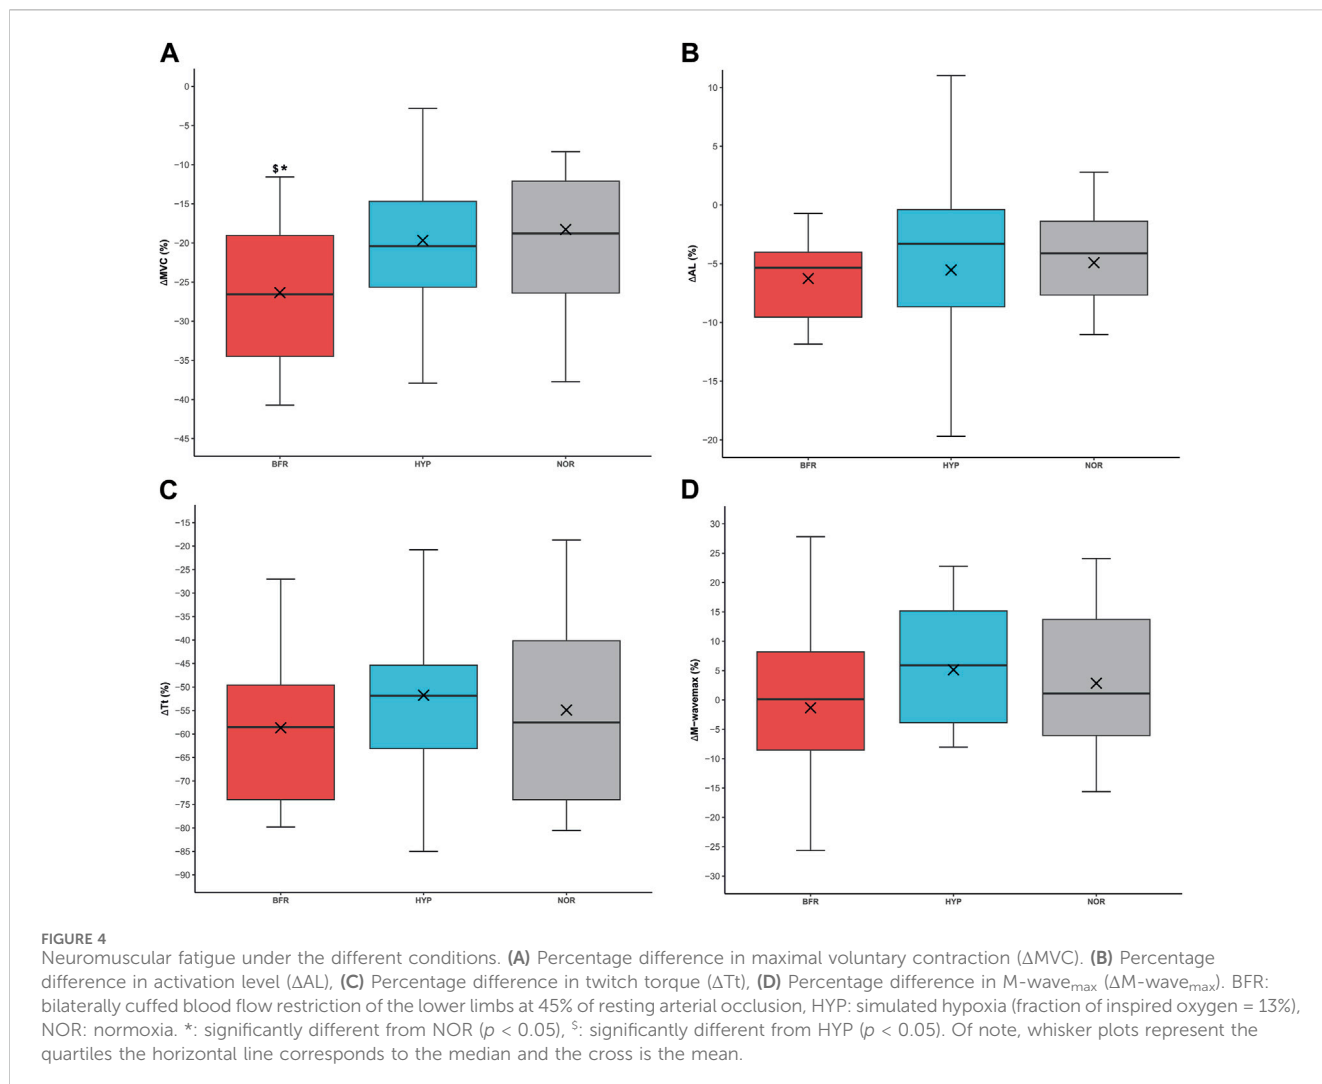 A
0
−5
−10
−15
−20
−25
−30
−35
−40
−45
ΔMVC (%)
$ *
BFR
HYP
NOR
B
10
5
0
−5
−10
−15
−20
ΔAL (%)
BFR
HYP
NOR
C
−15
−20
−25
−30
−35
−40
−45
−50
−55
−60
−65
−70
−75
−80
−85
−90
ΔTt (%)
BFR
HYP
NOR
D
30
25
20
15
10
5
0
−5
−10
−15
−20
−25
−30
ΔM−wavemax (%)
BFR
HYP
NOR
FIGURE 4
Neuromuscular fatigue under the different conditions. (A) Percentage difference in maximal voluntary contraction (ΔMVC). (B) Percentage
difference in activation level (ΔAL), (C) Percentage difference in twitch torque (ΔTt), (D) Percentage difference in M-wavemax (ΔM-wavemax). BFR:
bilaterally cuffed blood flow restriction of the lower limbs at 45% of resting arterial occlusion, HYP: simulated hypoxia (fraction of inspired oxygen = 13%),
NOR: normoxia. *: significantly different from NOR (p < 0.05), $: significantly different from HYP (p < 0.05). Of note, whisker plots represent the
quartiles the horizontal line corresponds to the median and the cross is the mean.